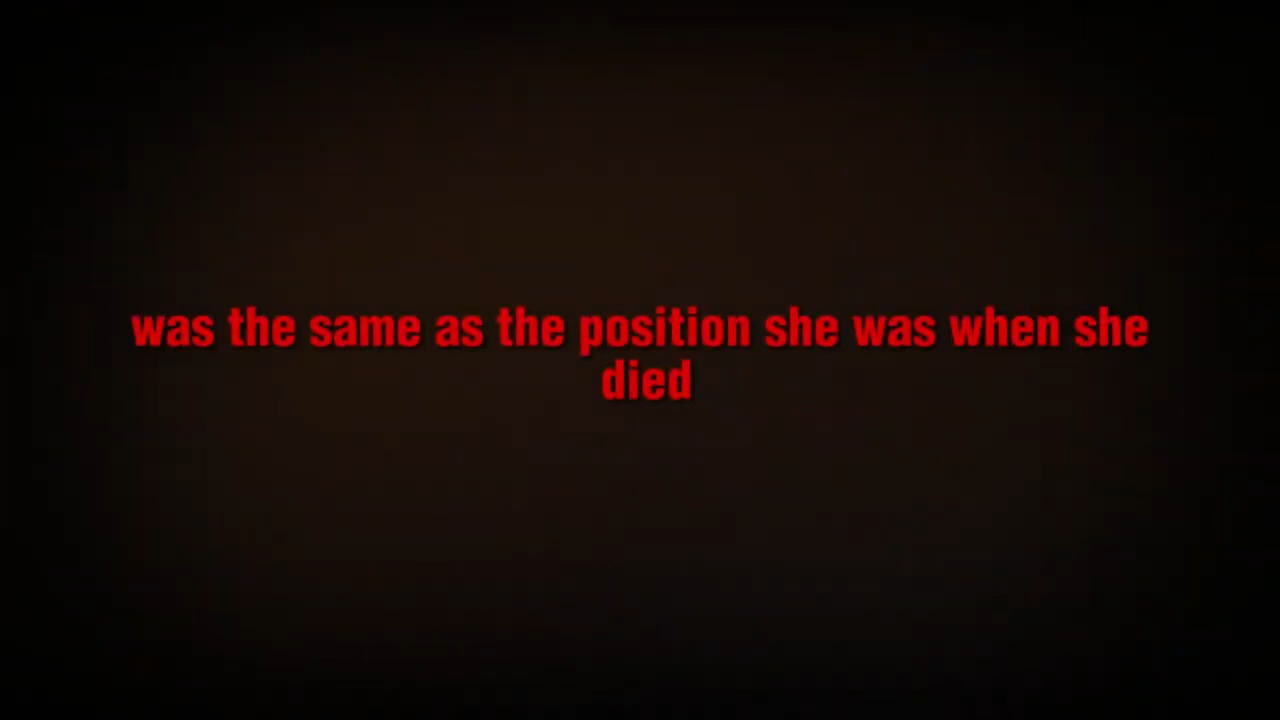 was the same as the position she was when she
died